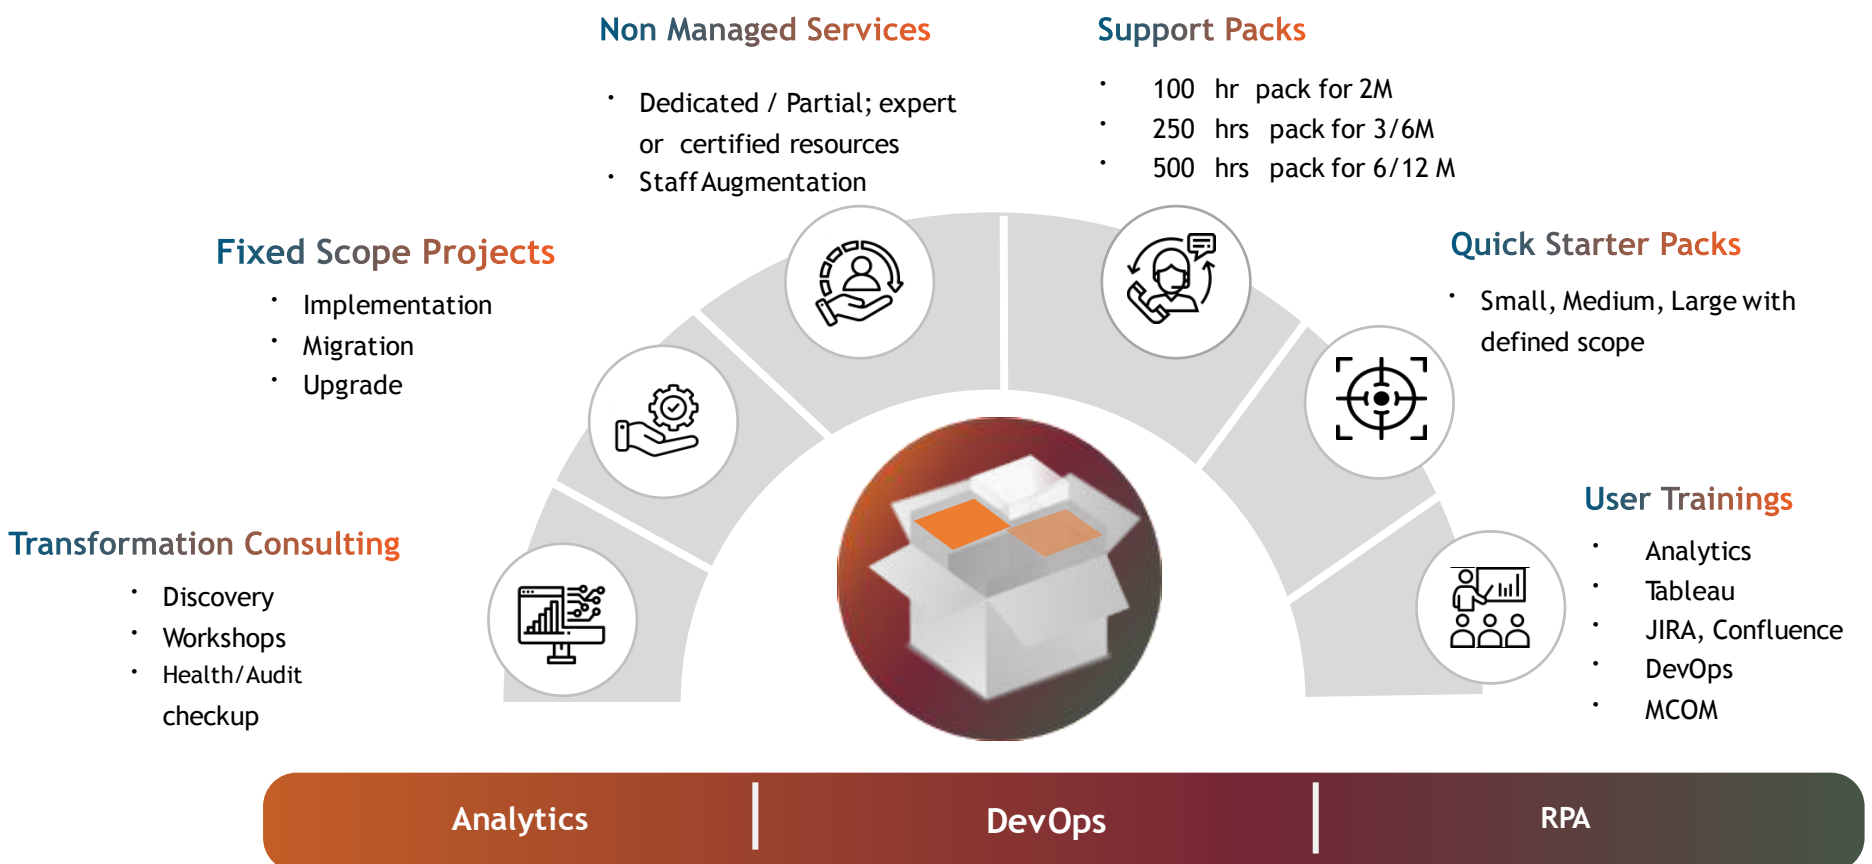 Non Managed Services
· Dedicated / Partial; expert
or certified resources
· Staff Augmentation
Support Packs
· 100 hr pack for 2M
· 250 hrs pack for 3/6M
· 500 hrs pack for 6/12 M
Fixed Scope Projects
· Implementation
· Migration
· Upgrade
Quick Starter Packs
· Small, Medium, Large with
defined scope
Transformation Consulting
· Discovery
· Workshops
· Health/Audit
checkup
User Trainings
· Analytics
· Tableau
· JIRA, Confluence
· DevOps
· MCOM
Analytics
DevOps
RPA